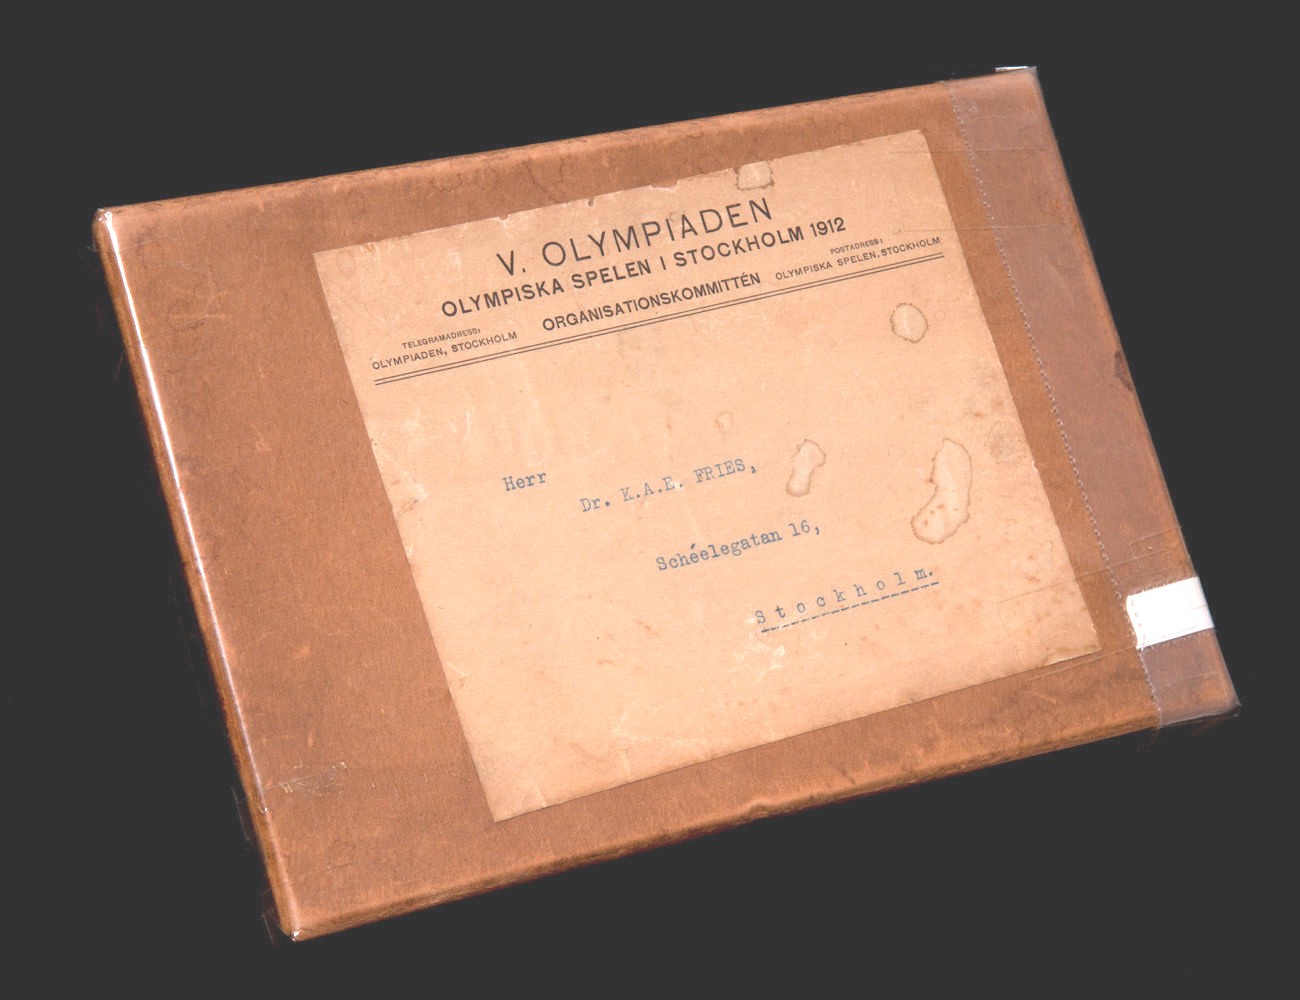 V. OLYMPIADEN
OLYMPISKA SPELEN I STOCKHOLM 1912
TELEGRAMADRESS:
OLYMPIADEN, STOCKHOLM
ORGANISATIONSKOMMITTÉN
POSTADRESS:
OLYMPISKA SPELEN, STOCKHOLM
Herr
Dr. K.A.E. FRIES,
Schéelegatan 16,
Stockholm.